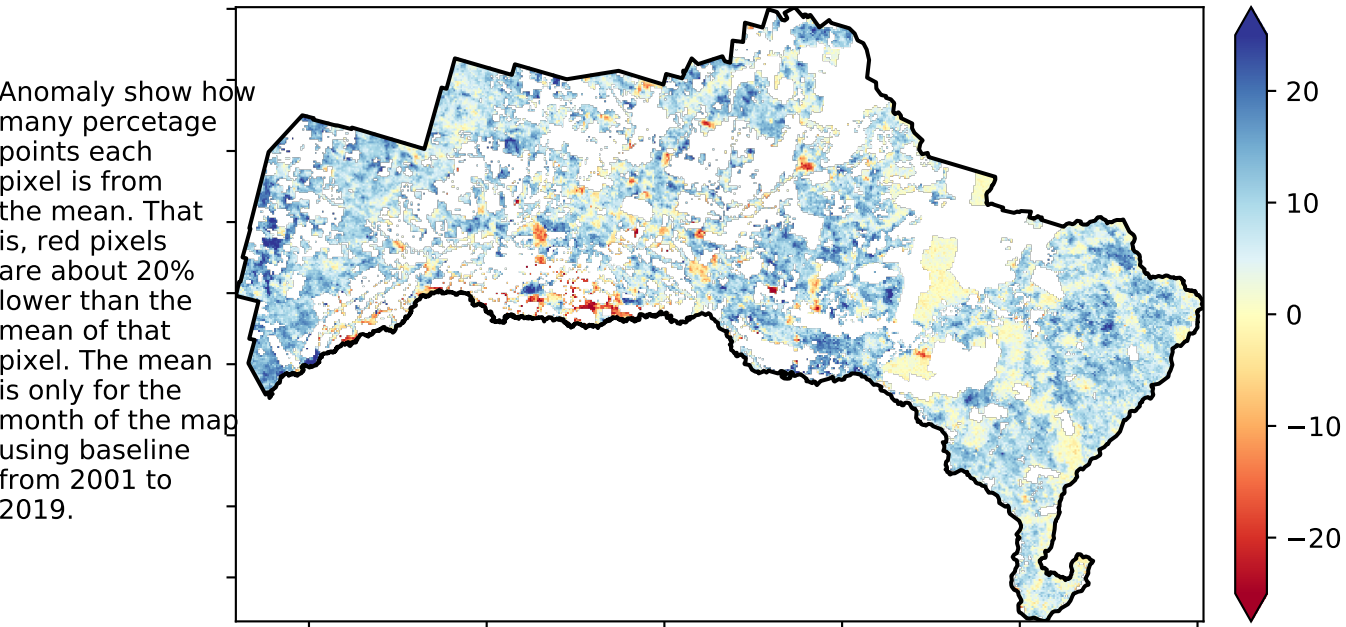 Anomaly show how
many percetage
points each
pixel is from
the mean. That
is, red pixels
are about 20%
lower than the
mean of that
pixel. The mean
is only for the
month of the map
using baseline
from 2001 to
2019.
20
10
0
−10
−20